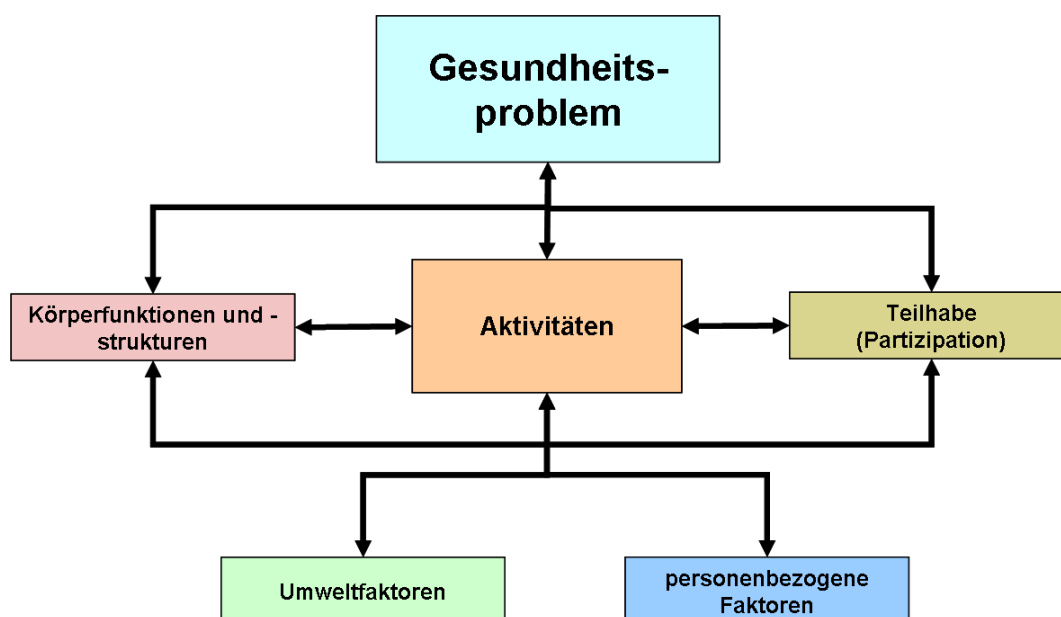 Gesundheits-
problem
Körperfunktionen und -
strukturen
Aktivitäten
Teilhabe
(Partizipation)
Umweltfaktoren
personenbezogene
Faktoren